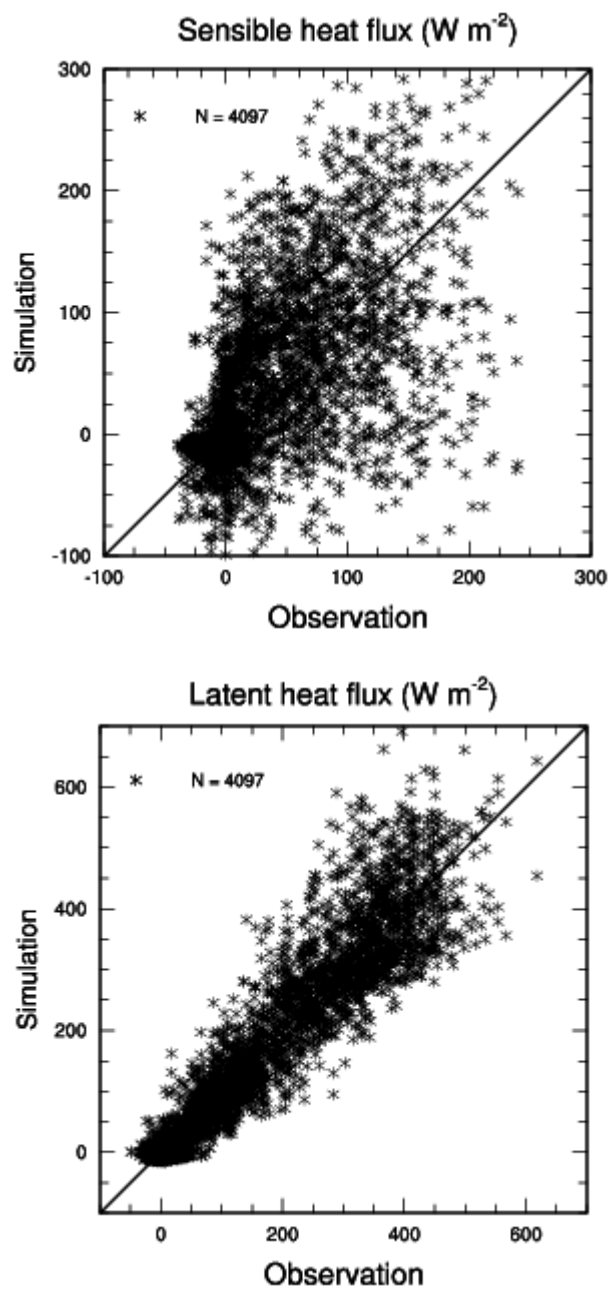 Sensible heat flux (W m-2)
300
N = 4097
200
Simulation
100
0
-100
-100 0 100 200 300
Observation
Latent heat flux (W m-2)
N = 4097
600
Simulation
400
200
0
0 200 400 600
Observation